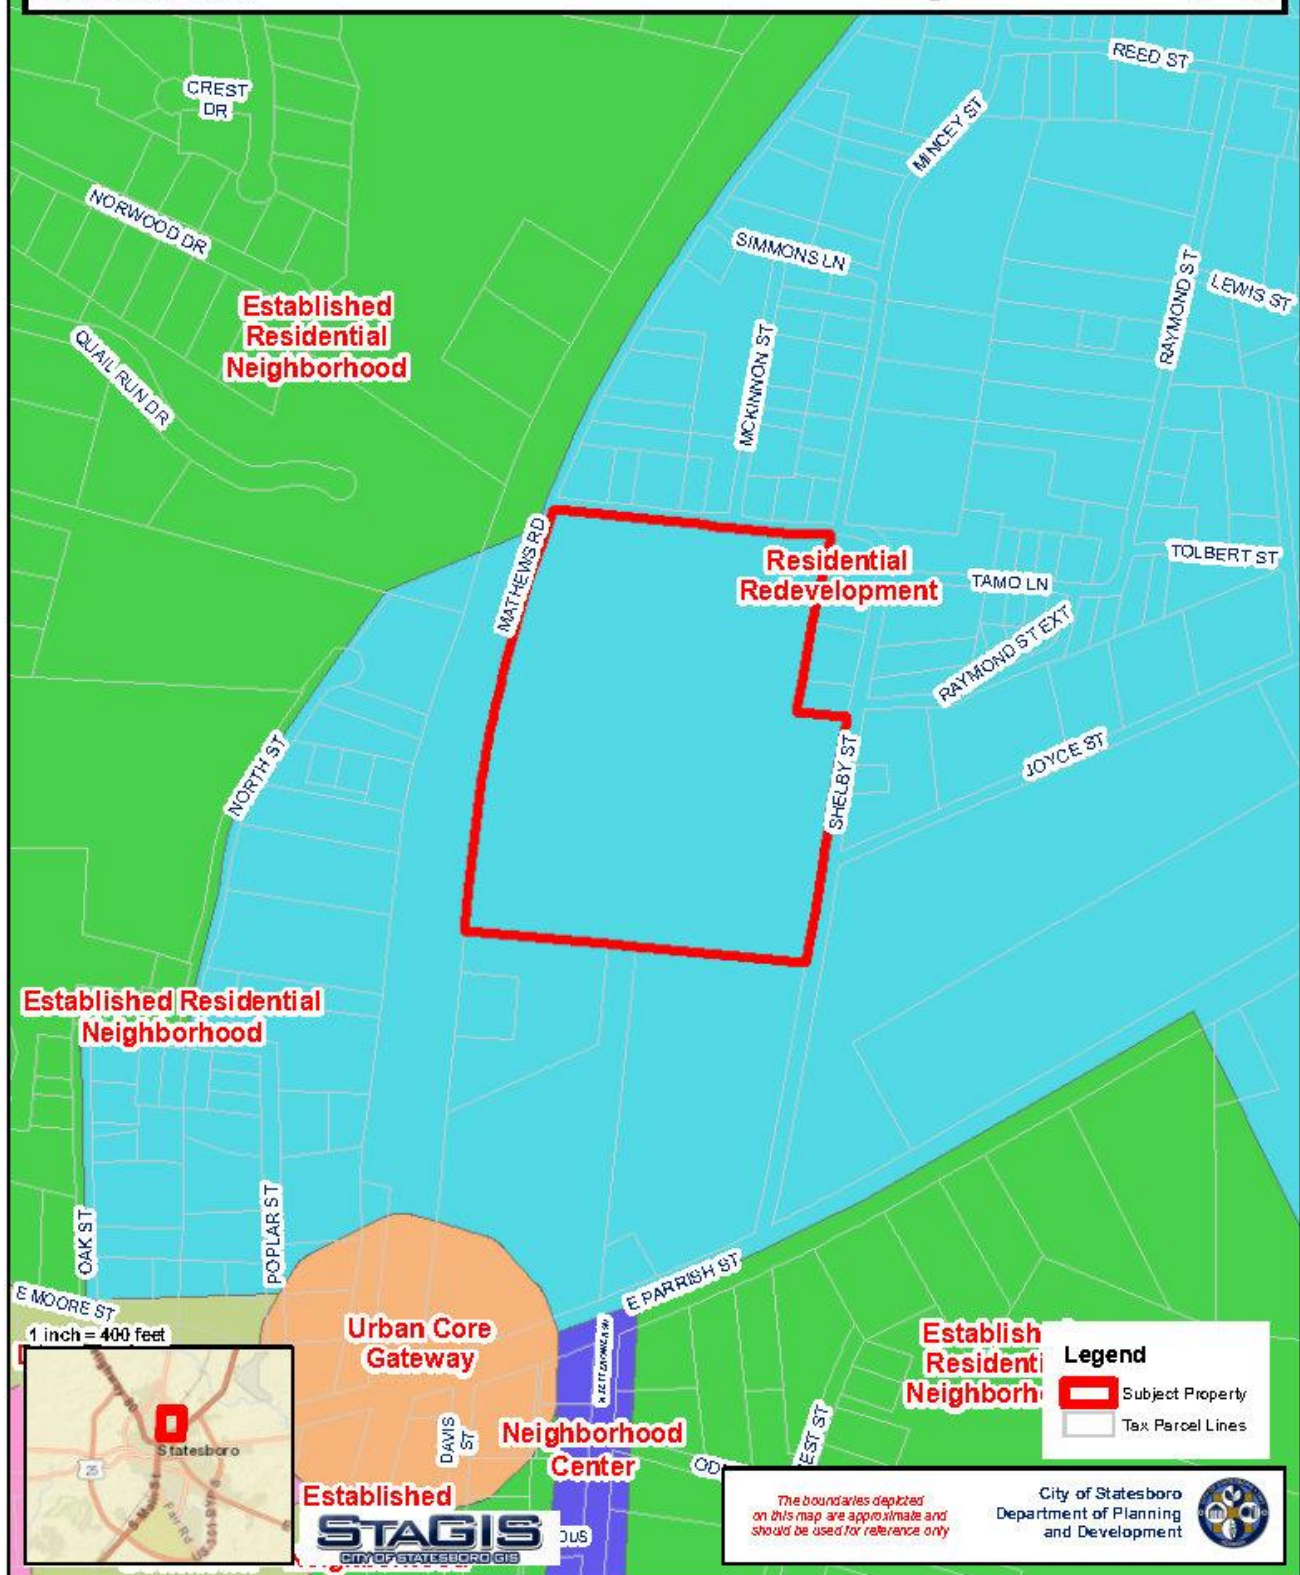 REED ST
CREST
DR
MINCEY ST
NORWOOD DR
SIMMONS LN
RAYMOND ST
LEWIS ST
Established
Residential
Neighborhood
QUAIL RUN DR
MCKINNON ST
MATHEWS RD
Residential
Redevelopment
TOLBERT ST
TAMO LN
RAYMOND ST EXT
NORTH ST
SHELBY ST
JOYCE ST
Established Residential
Neighborhood
OAK ST
POPLAR ST
E PARRISH ST
E MOORE ST
1 inch = 400 feet
Urban Core
Gateway
Neighborhood
Center
DAVIS
ST
Established
Legend
Subject Property
Tax Parcel Lines
Statesboro
25
S Main St
Fair Rd
STAGIS
CITY OF STATESBORO GIS
The boundaries depicted
on this map are approximate and
should be used for reference only
City of Statesboro
Department of Planning
and Development